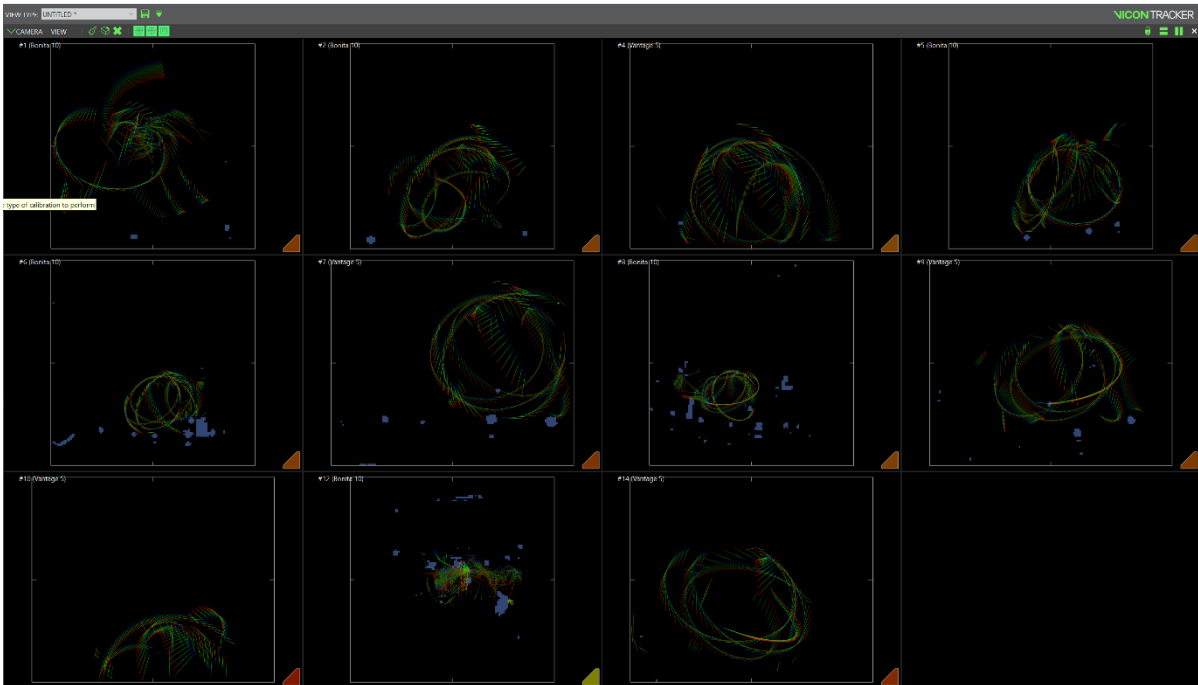 VIEW TYPE: UNTITLED *
VICON TRACKER
CAMERA VIEW
#1 (Bonita 10)
#2 (Bonita 10)
#4 (Vantage 5)
#5 (Bonita 10)
type of calibration to perform
#6 (Bonita 10)
#7 (Vantage 5)
#8 (Bonita 10)
#9 (Vantage 5)
#10 (Vantage 5)
#12 (Bonita 10)
#14 (Vantage 5)